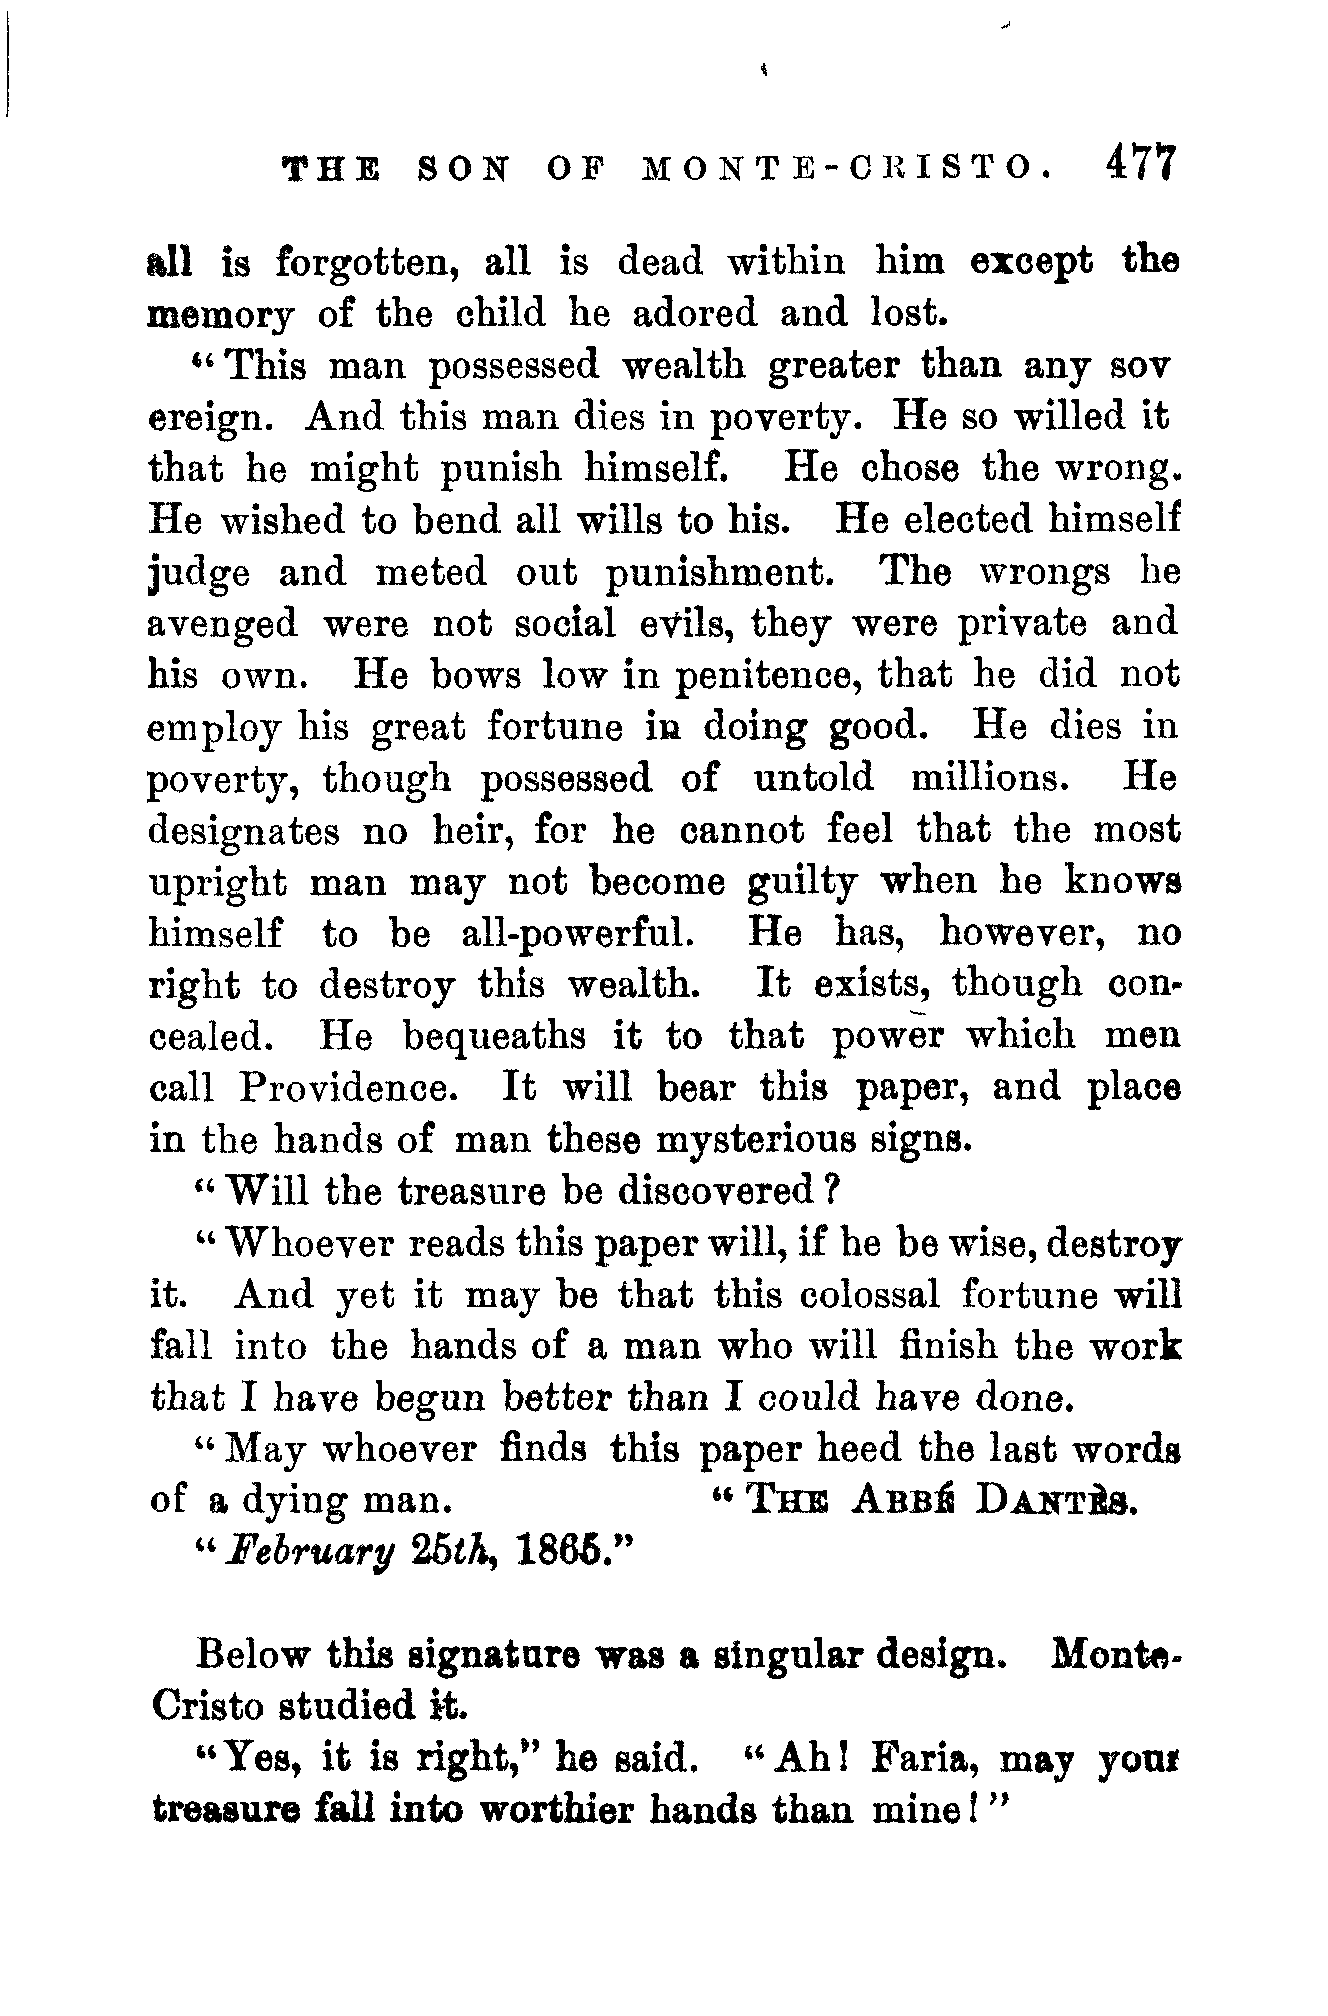 THE SON OF MONTE-CRISTO. 477
all is forgotten, all is dead within him except the
memory of the child he adored and lost.
“This man possessed wealth greater than any sov
ereign. And this man dies in poverty. He so willed it
that he might punish himself. He chose the wrong.
He wished to bend all wills to his. He elected himself
judge and meted out punishment. The wrongs he
avenged were not social evils, they were private and
his own. He bows low in penitence, that he did not
employ his great fortune in doing good. He dies in
poverty, though possessed of untold millions. He
designates no heir, for he cannot feel that the most
upright man may not become guilty when he knows
himself to be all-powerful. He has, however, no
right to destroy this wealth. It exists, though con-
cealed. He bequeaths it to that power which men
call Providence. It will bear this paper, and place
in the hands of man these mysterious signs.
“Will the treasure be discovered?
“Whoever reads this paper will, if he be wise, destroy
it. And yet it may be that this colossal fortune will
fall into the hands of a man who will finish the work
that I have begun better than I could have done.
“May whoever finds this paper heed the last words
of a dying man. “THE ABBÉ DANTÈS.
“February 25th, 1865.”
Below this signature was a singular design. Monte-
Cristo studied it.
“Yes, it is right,” he said. “Ah! Faria, may your
treasure fall into worthier hands than mine!”